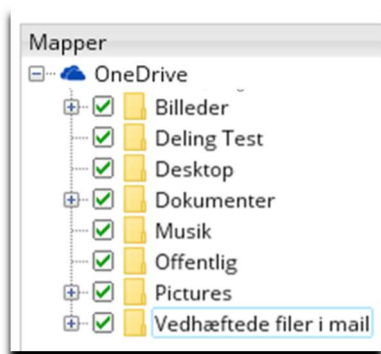 Mapper
OneDrive
Billeder
Deling Test
Desktop
Dokumenter
Musik
Offentlig
Pictures
Vedhæftede filer i mail